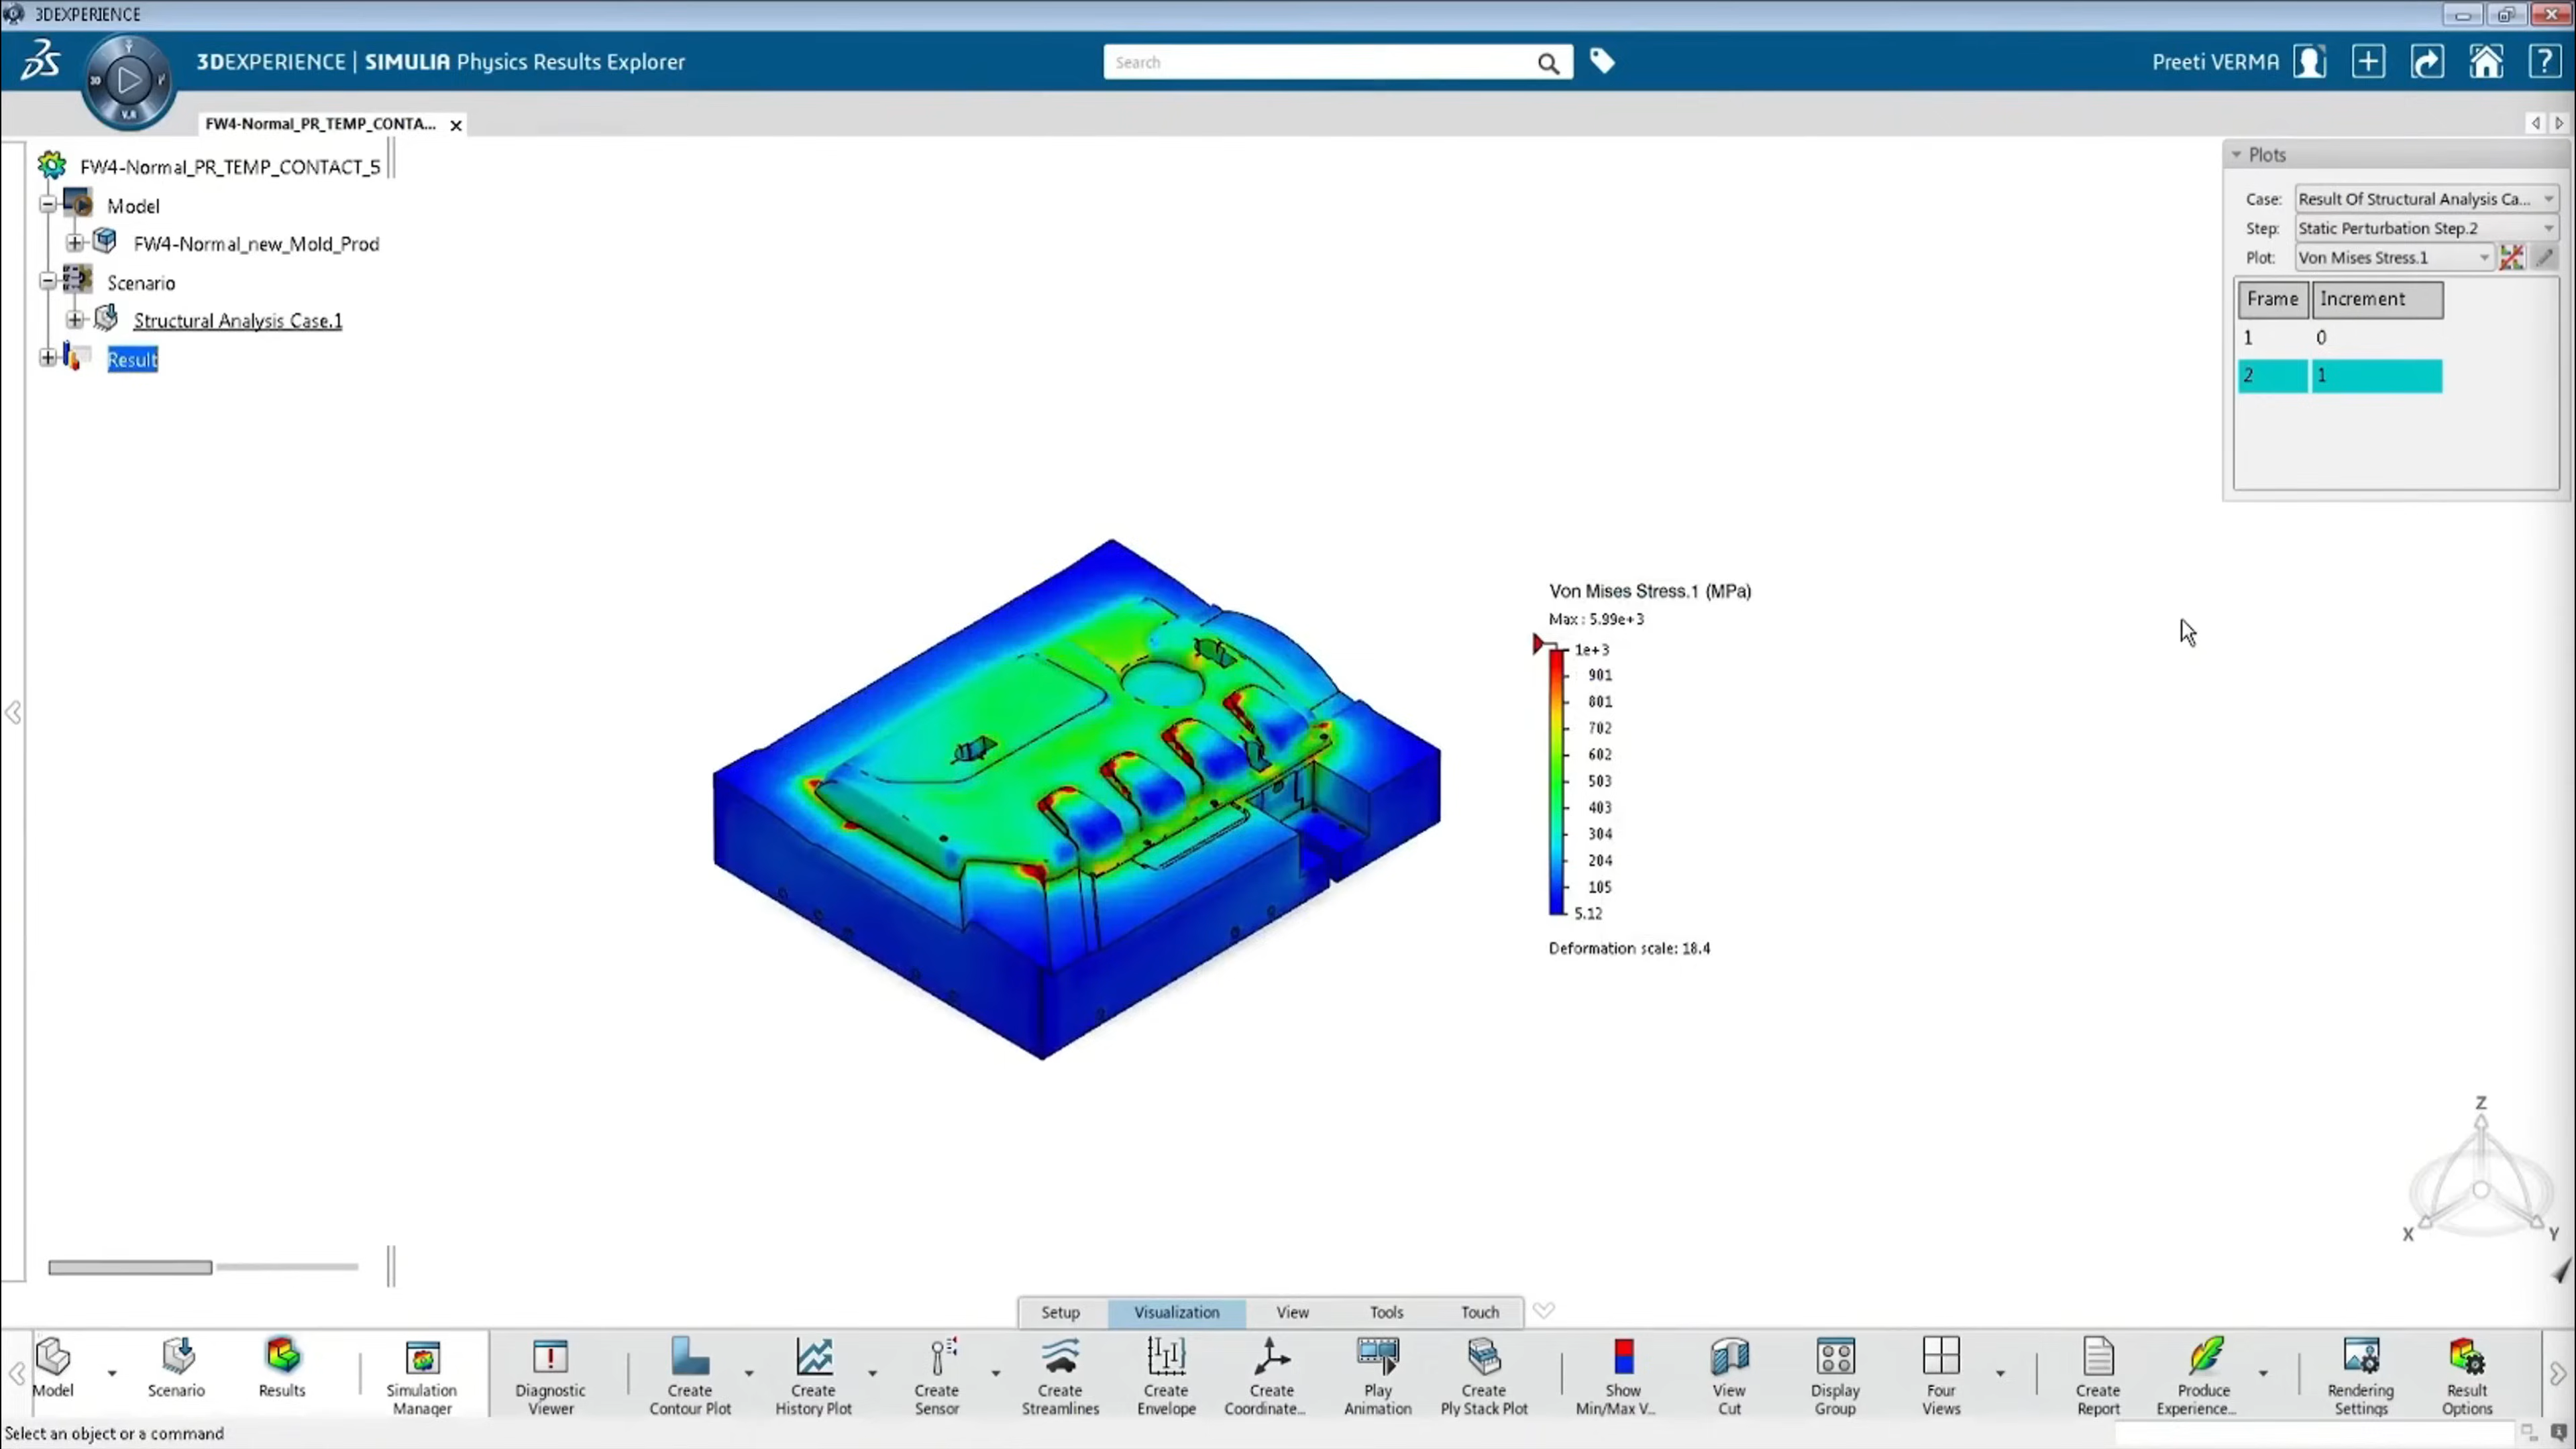 3DEXPERIENCE
3DEXPERIENCE | SIMULIA Physics Results Explorer
Search
Preeti VERMA
3D
V.R
FW4-Normal_PR_TEMP_CONTA...
FW4-Normal_PR_TEMP_CONTACT_5
Model
FW4-Normal_new_Mold_Prod
Scenario
Structural Analysis Case.1
Result
Plots
Case: Result Of Structural Analysis Ca...
Step: Static Perturbation Step.2
Plot: Von Mises Stress.1
Frame Increment
1 0
2 1
Von Mises Stress.1 (MPa)
Max : 5.99e+3
1e+3
901
801
702
602
503
403
304
204
105
5.12
Deformation scale: 18.4
Z
X
Y
Setup Visualization View Tools Touch
Model
Scenario
Results
Simulation Manager
Diagnostic Viewer
Create Contour Plot
Create History Plot
Create Sensor
Create Streamlines
Create Envelope
Create Coordinate...
Play Animation
Create Ply Stack Plot
Show Min/Max V...
View Cut
Display Group
Four Views
Create Report
Produce Experience...
Rendering Settings
Result Options
Select an object or a command